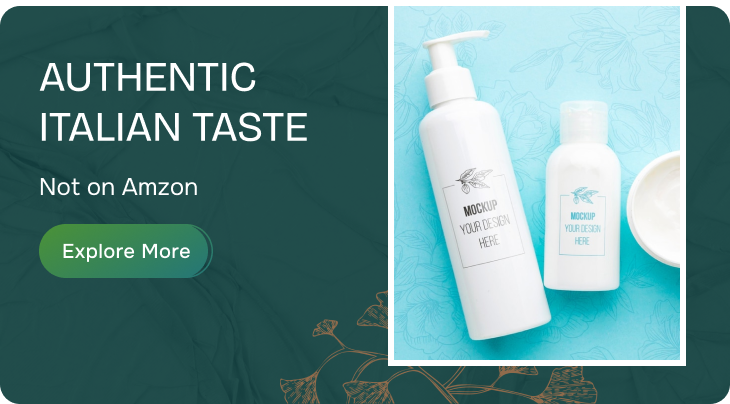 AUTHENTIC
ITALIAN TASTE
Not on Amzon
Explore More
MOCKUP
YOUR DESIGN
HERE
MOCKUP
YOUR DESIGN
HERE